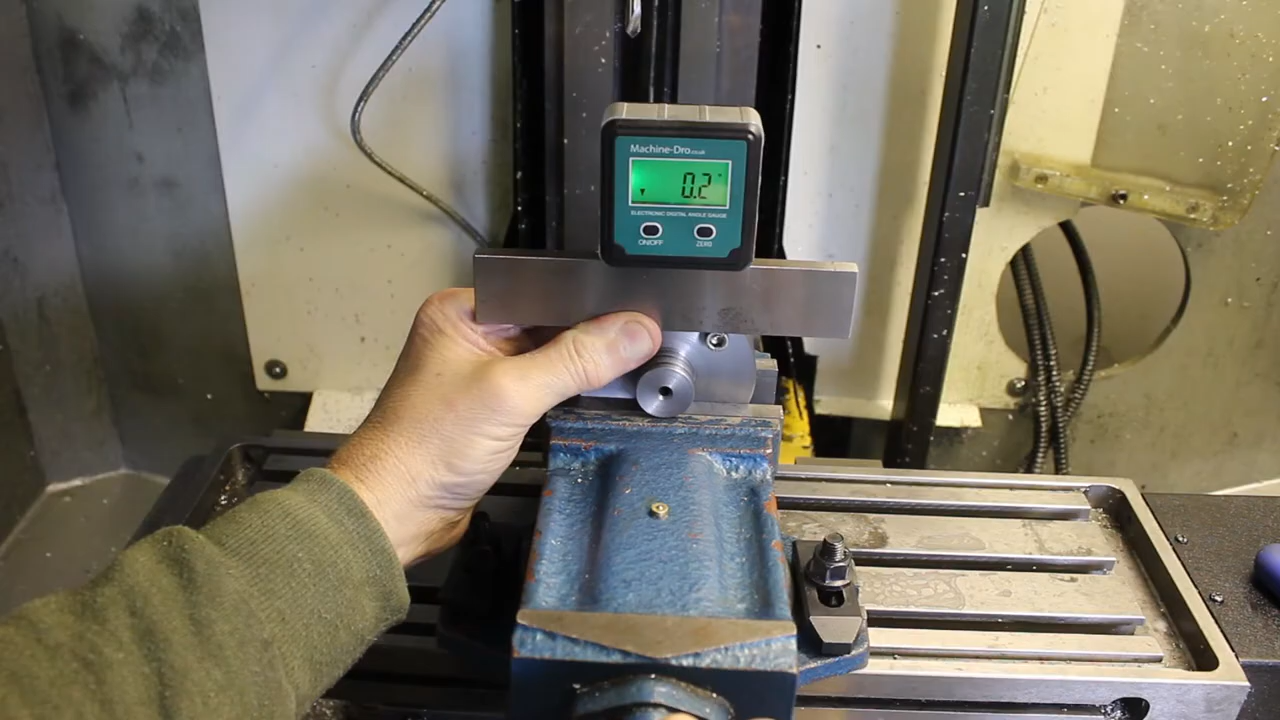 Machine-Dro.co.uk
0.2°
ELECTRONIC DIGITAL ANGLE GAUGE
ON/OFF
ZERO